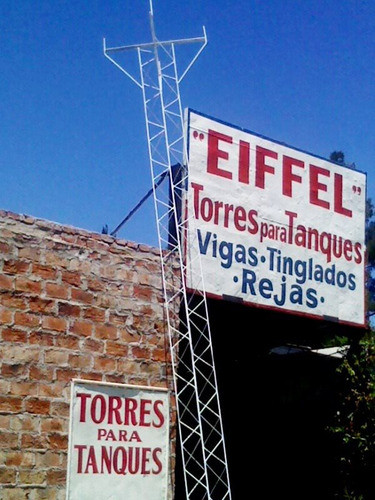 "EIFFEL"
Torres para Tanques
Vigas · Tinglados
· Rejas ·
TORRES
PARA
TANQUES